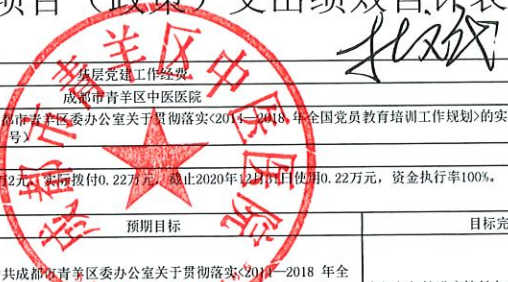 项目（政策）支出绩效自评表
基层党建工作经费
成都市青羊区中医医院
都市青羊区委办公室关于贯彻落实<2014—2018 年全国党员教育培训工作规划>的实
号）
2万元，实际拨付0.22万元，截止2020年12月31日使用0.22万元，资金执行率100%。
预期目标
目标完
共成都市青羊区委办公室关于贯彻落实<2014—2018 年全
成都市青羊区中医医院